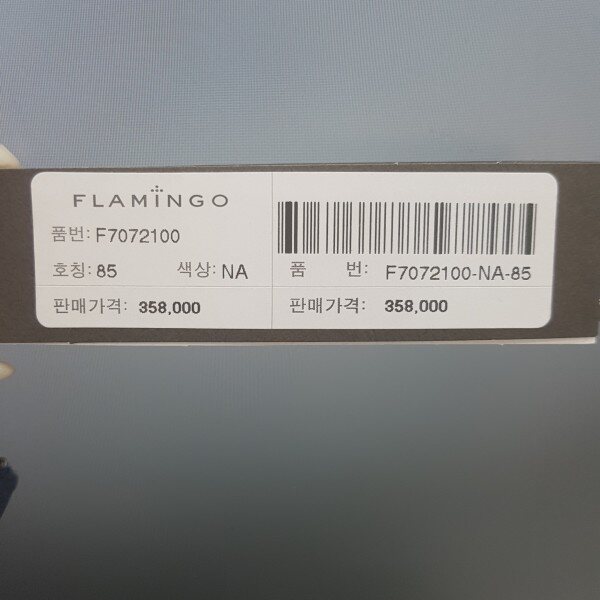 FLAMINGO
품번: F7072100
호칭: 85 색상: NA
판매가격: 358,000
품 번: F7072100-NA-85
판매가격: 358,000